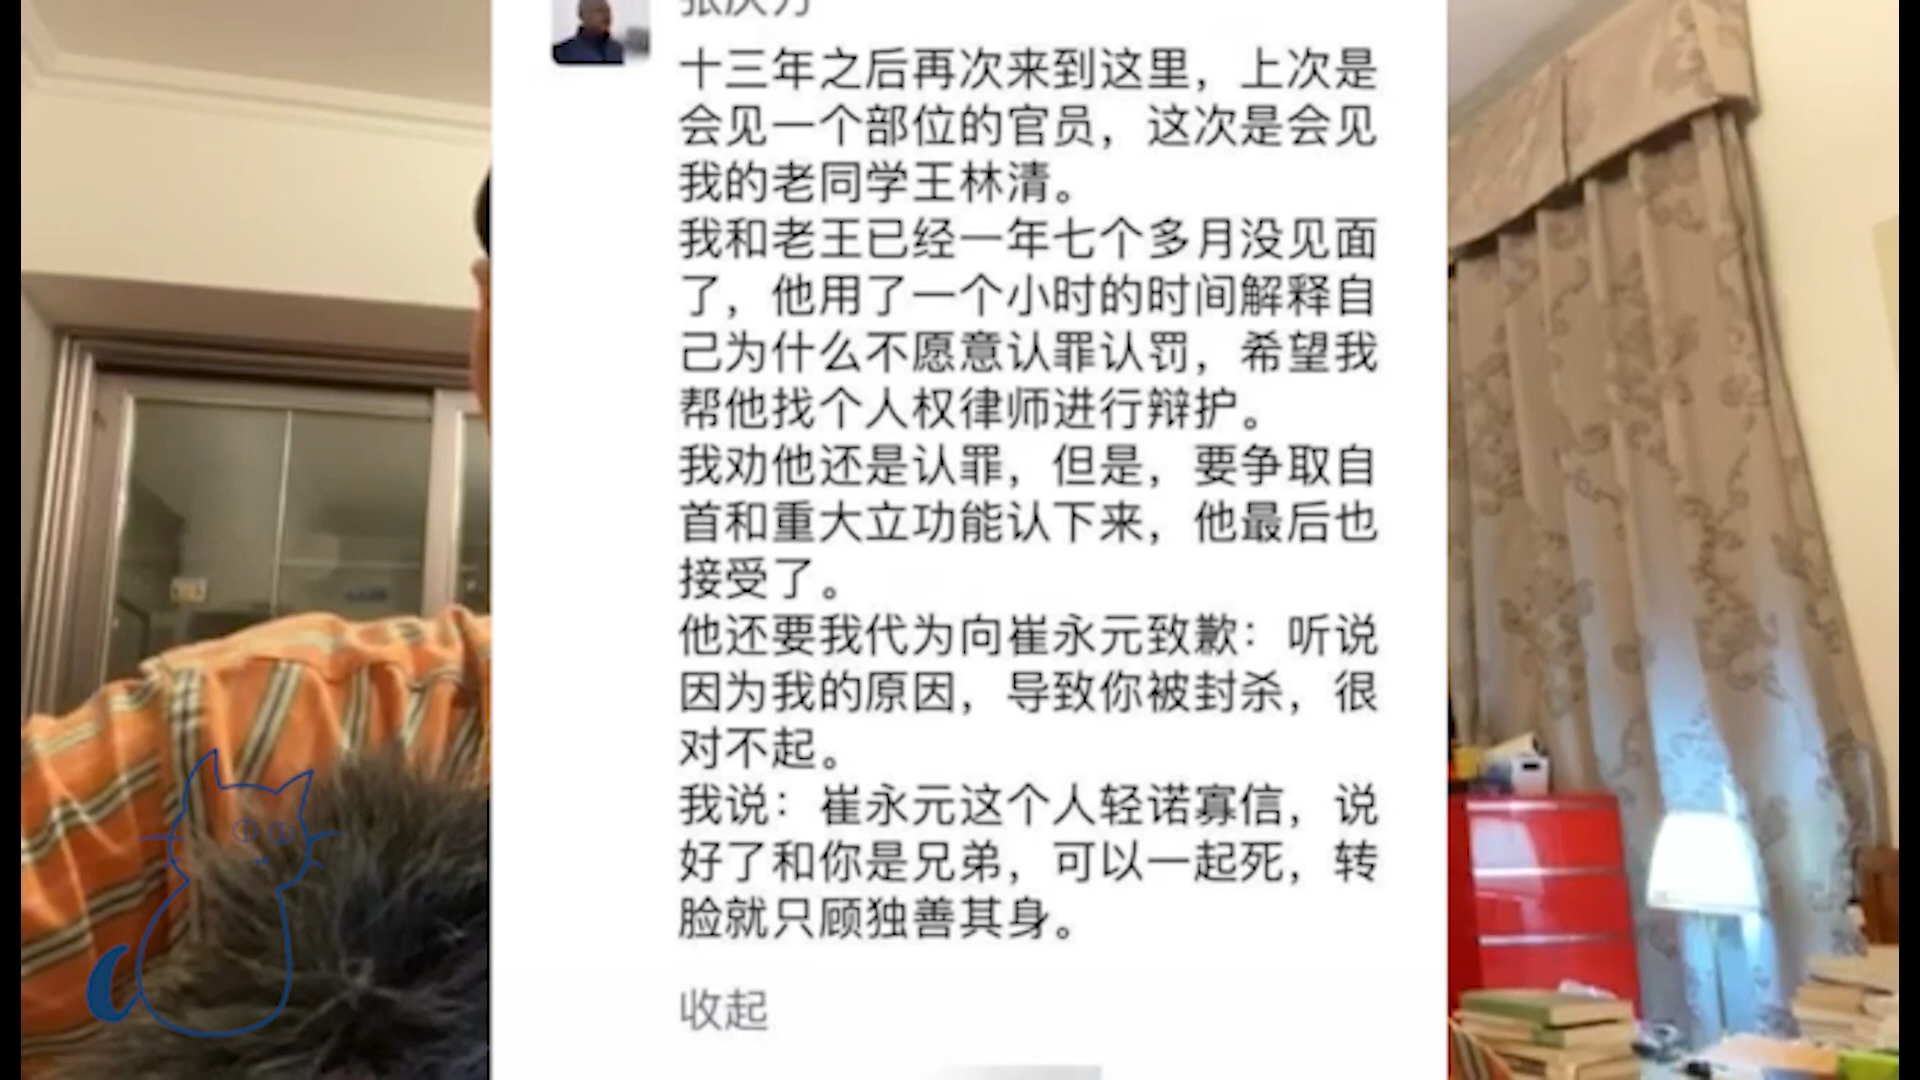 十三年之后再次来到这里，上次是
会见一个部位的官员，这次是会见
我的老同学王林清。
我和老王已经一年七个多月没见面
了，他用了一个小时的时间解释自
己为什么不愿意认罪认罚，希望我
帮他找个人权律师进行辩护。
我劝他还是认罪，但是，要争取自
首和重大立功能认下来，他最后也
接受了。
他还要我代为向崔永元致歉：听说
因为我的原因，导致你被封杀，很
对不起。
我说：崔永元这个人轻诺寡信，说
好了和你是兄弟，可以一起死，转
脸就只顾独善其身。
收起